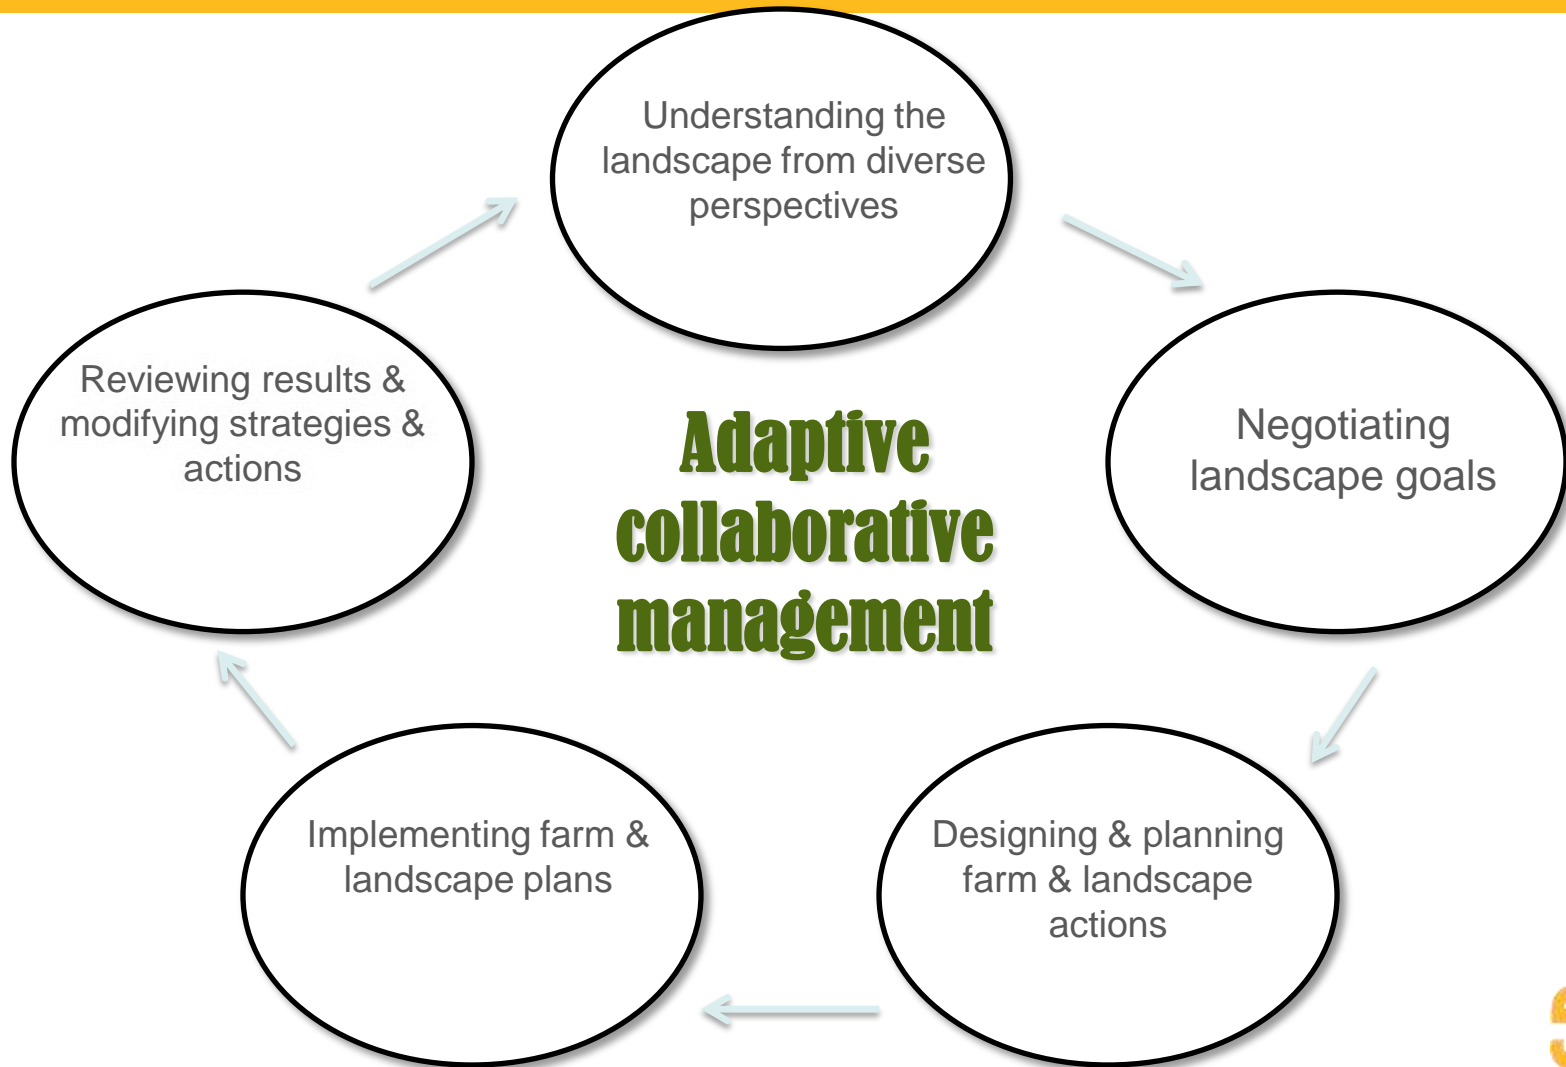 Understanding the
landscape from diverse
perspectives
Negotiating
landscape goals
Designing & planning
farm & landscape
actions
Implementing farm &
landscape plans
Reviewing results &
modifying strategies &
actions
Adaptive
collaborative
management